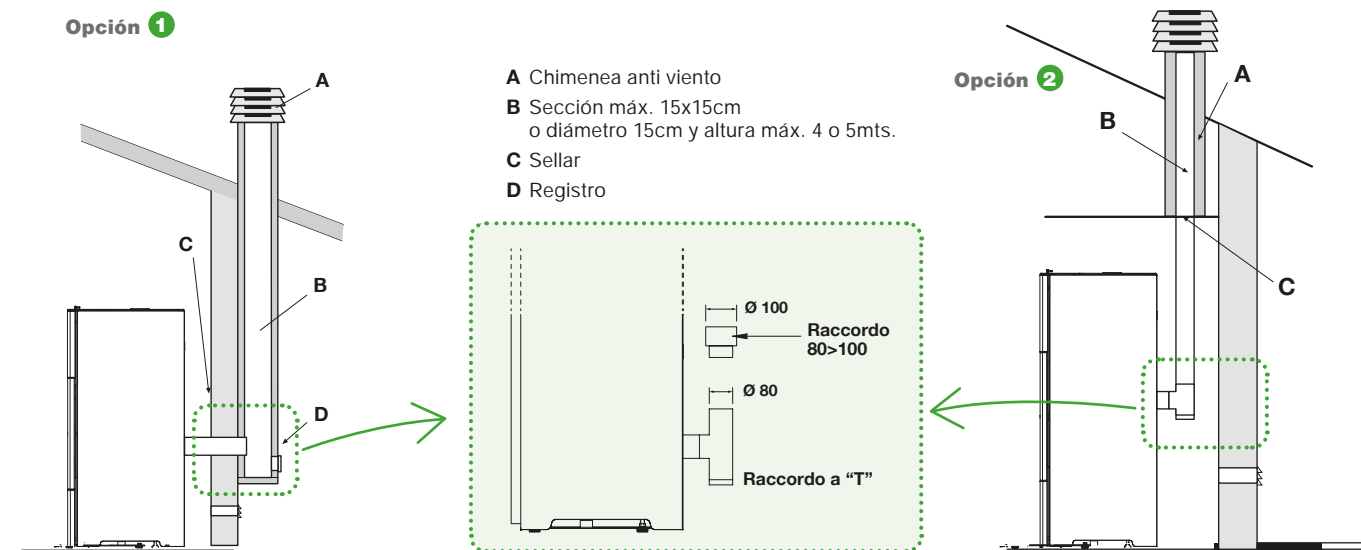 Opción 1
A
C
B
D
A Chimenea anti viento
B Sección máx. 15x15cm
o diámetro 15cm y altura máx. 4 o 5mts.
C Sellar
D Registro
Ø 100
Raccordo
80>100
Ø 80
Raccordo a “T”
Opción 2
A
B
C